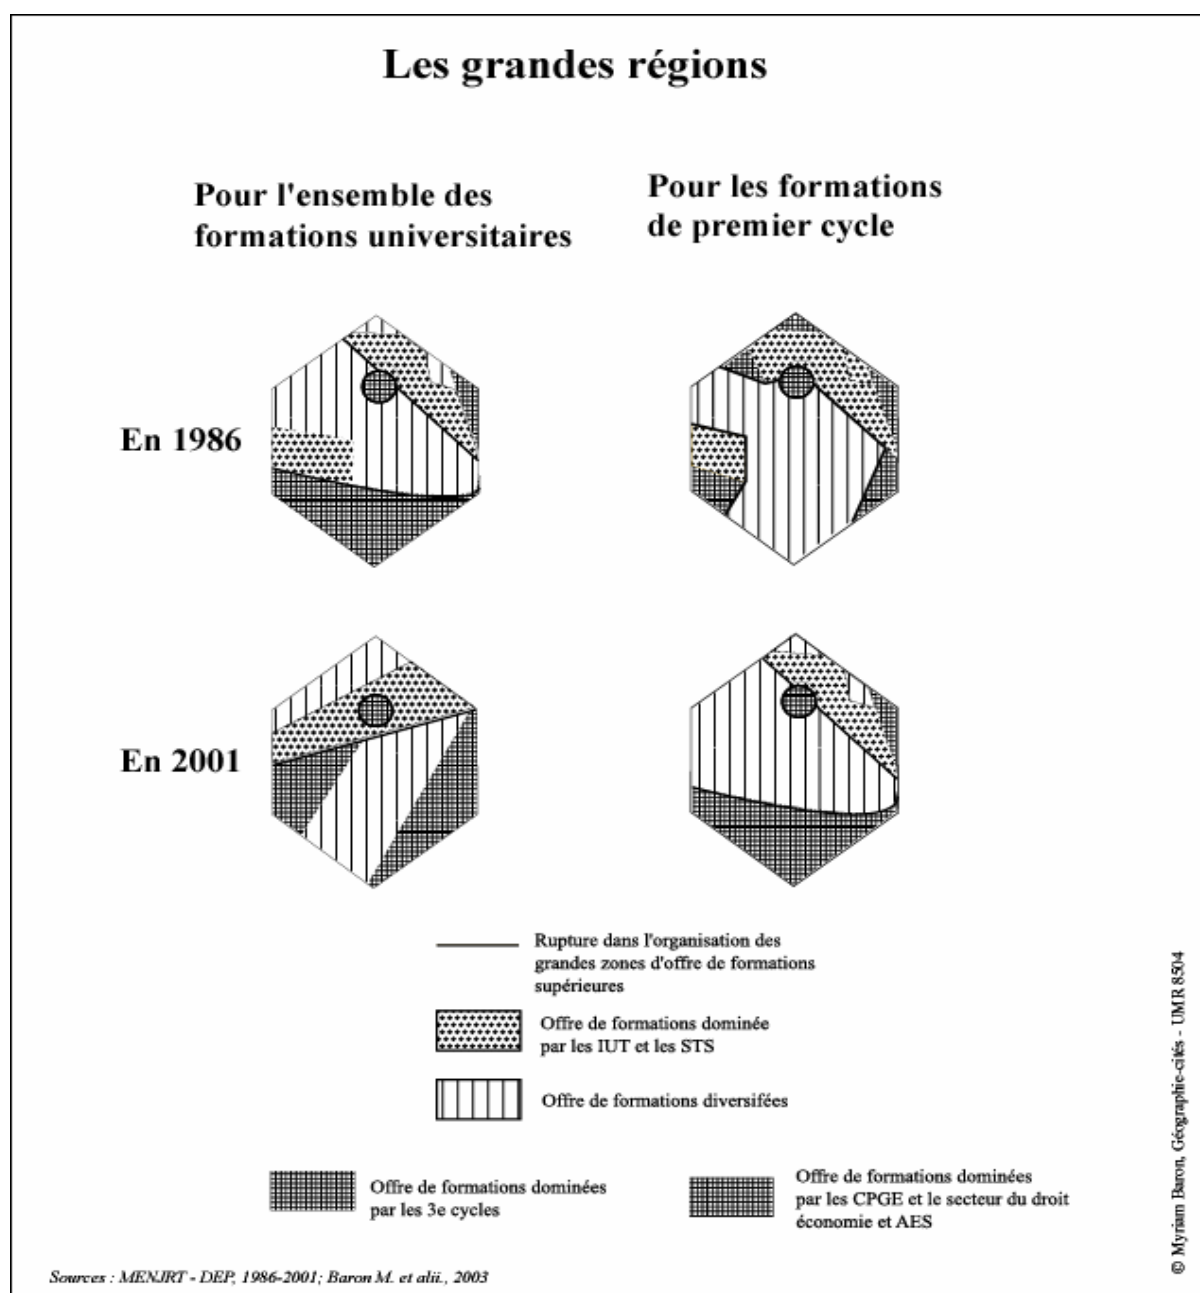 Les grandes régions
Pour l'ensemble des
formations universitaires
Pour les formations
de premier cycle
En 1986
En 2001
Rupture dans l'organisation des
grandes zones d'offre de formations
supérieures
Offre de formations dominée
par les IUT et les STS
Offre de formations diversifées
Offre de formations dominées
par les 3e cycles
Offre de formations dominées
par les CPGE et le secteur du droit
économie et AES
Sources : MENJRT - DEP, 1986-2001; Baron M. et alii., 2003
© Myriam Baron, Géographie-cités - UMR 8504